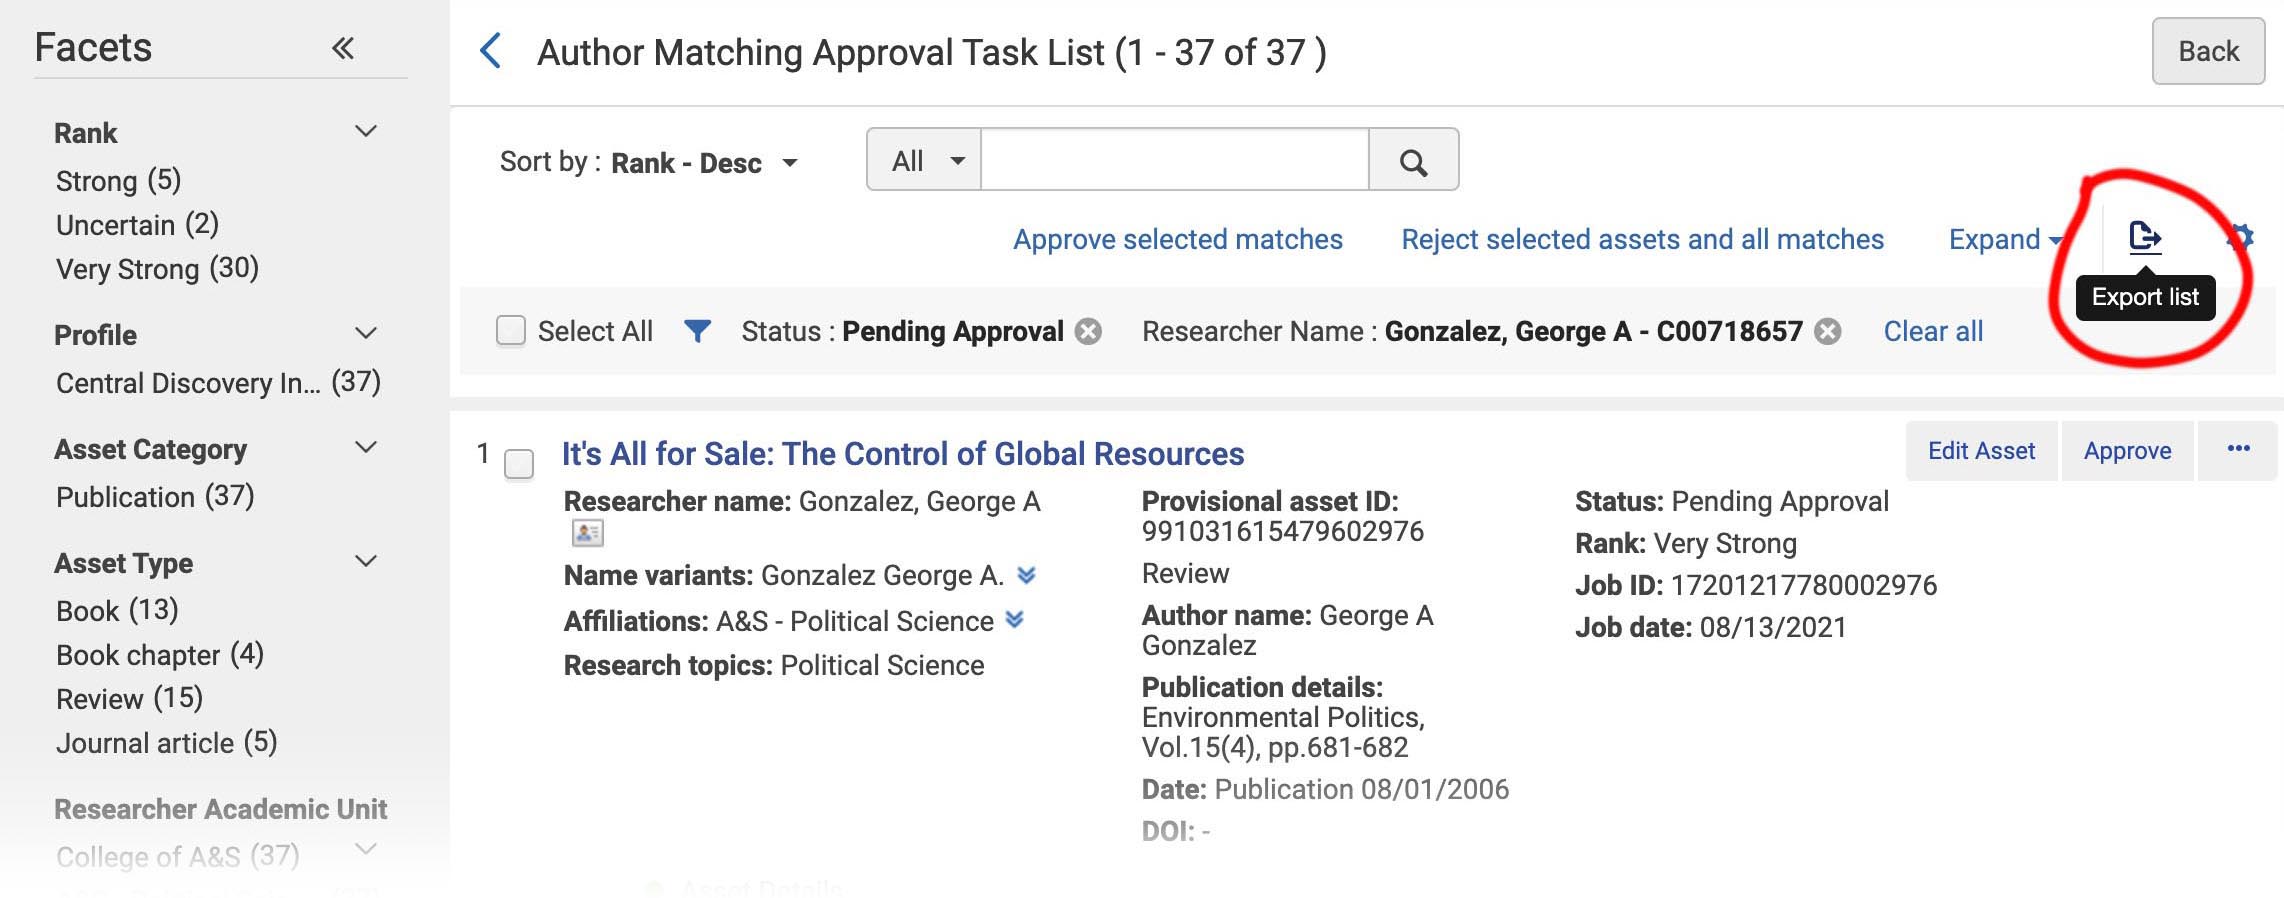 Facets
Rank
Strong (5)
Uncertain (2)
Very Strong (30)
Profile
Central Discovery In... (37)
Asset Category
Publication (37)
Asset Type
Book (13)
Book chapter (4)
Review (15)
Journal article (5)
Researcher Academic Unit
College of A&S (37)
Author Matching Approval Task List (1 - 37 of 37 )
Back
Sort by : Rank - Desc
All
Approve selected matches
Reject selected assets and all matches
Expand
Export list
Select All
Status : Pending Approval
Researcher Name : Gonzalez, George A - C00718657
Clear all
1
It's All for Sale: The Control of Global Resources
Edit Asset
Approve
Researcher name: Gonzalez, George A
Name variants: Gonzalez George A.
Affiliations: A&S - Political Science
Research topics: Political Science
Provisional asset ID:
991031615479602976
Review
Author name: George A
Gonzalez
Publication details:
Environmental Politics,
Vol.15(4), pp.681-682
Date: Publication 08/01/2006
DOI: -
Status: Pending Approval
Rank: Very Strong
Job ID: 17201217780002976
Job date: 08/13/2021
Asset Details